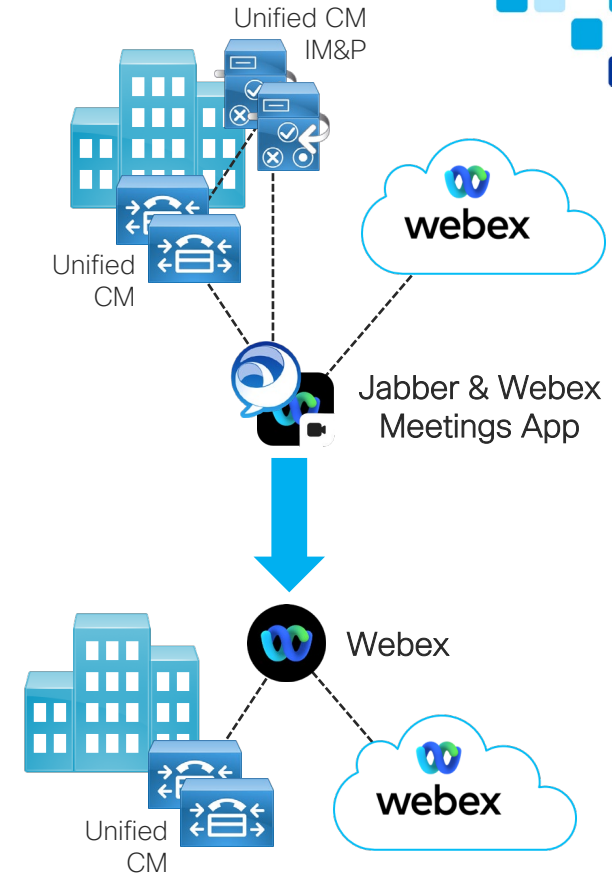 Unified CM
IM&P
webex
Unified
CM
Jabber & Webex
Meetings App
Webex
webex
Unified
CM